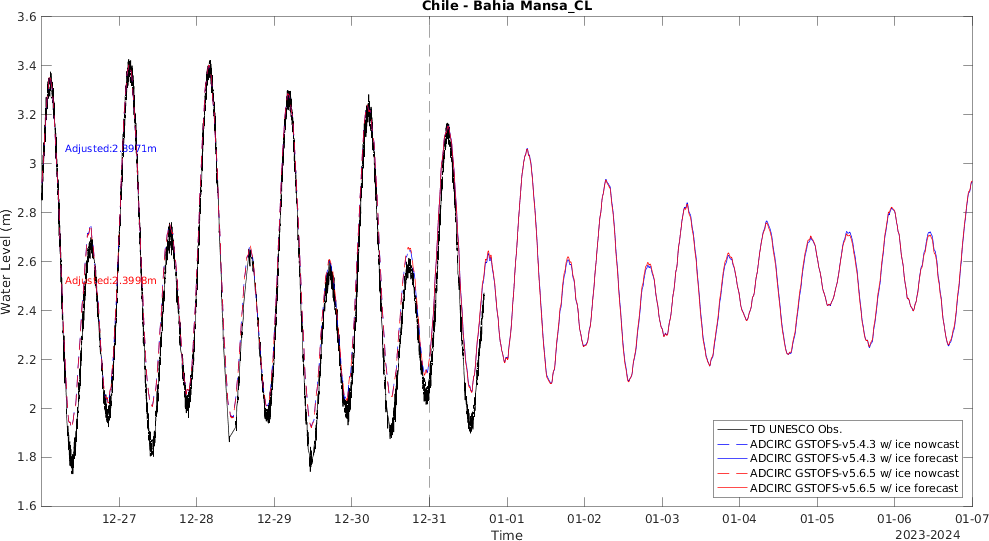 Chile - Bahia Mansa_CL
3.6
3.4
3.2
3
2.8
2.6
2.4
2.2
2
1.8
1.6
Water Level (m)
Adjusted:2.3971m
Adjusted:2.3998m
TD UNESCO Obs.
ADCIRC GSTOFS-v5.4.3 w/ ice nowcast
ADCIRC GSTOFS-v5.4.3 w/ ice forecast
ADCIRC GSTOFS-v5.6.5 w/ ice nowcast
ADCIRC GSTOFS-v5.6.5 w/ ice forecast
12-27 12-28 12-29 12-30 12-31 01-01 01-02 01-03 01-04 01-05 01-06 01-07
Time
2023-2024